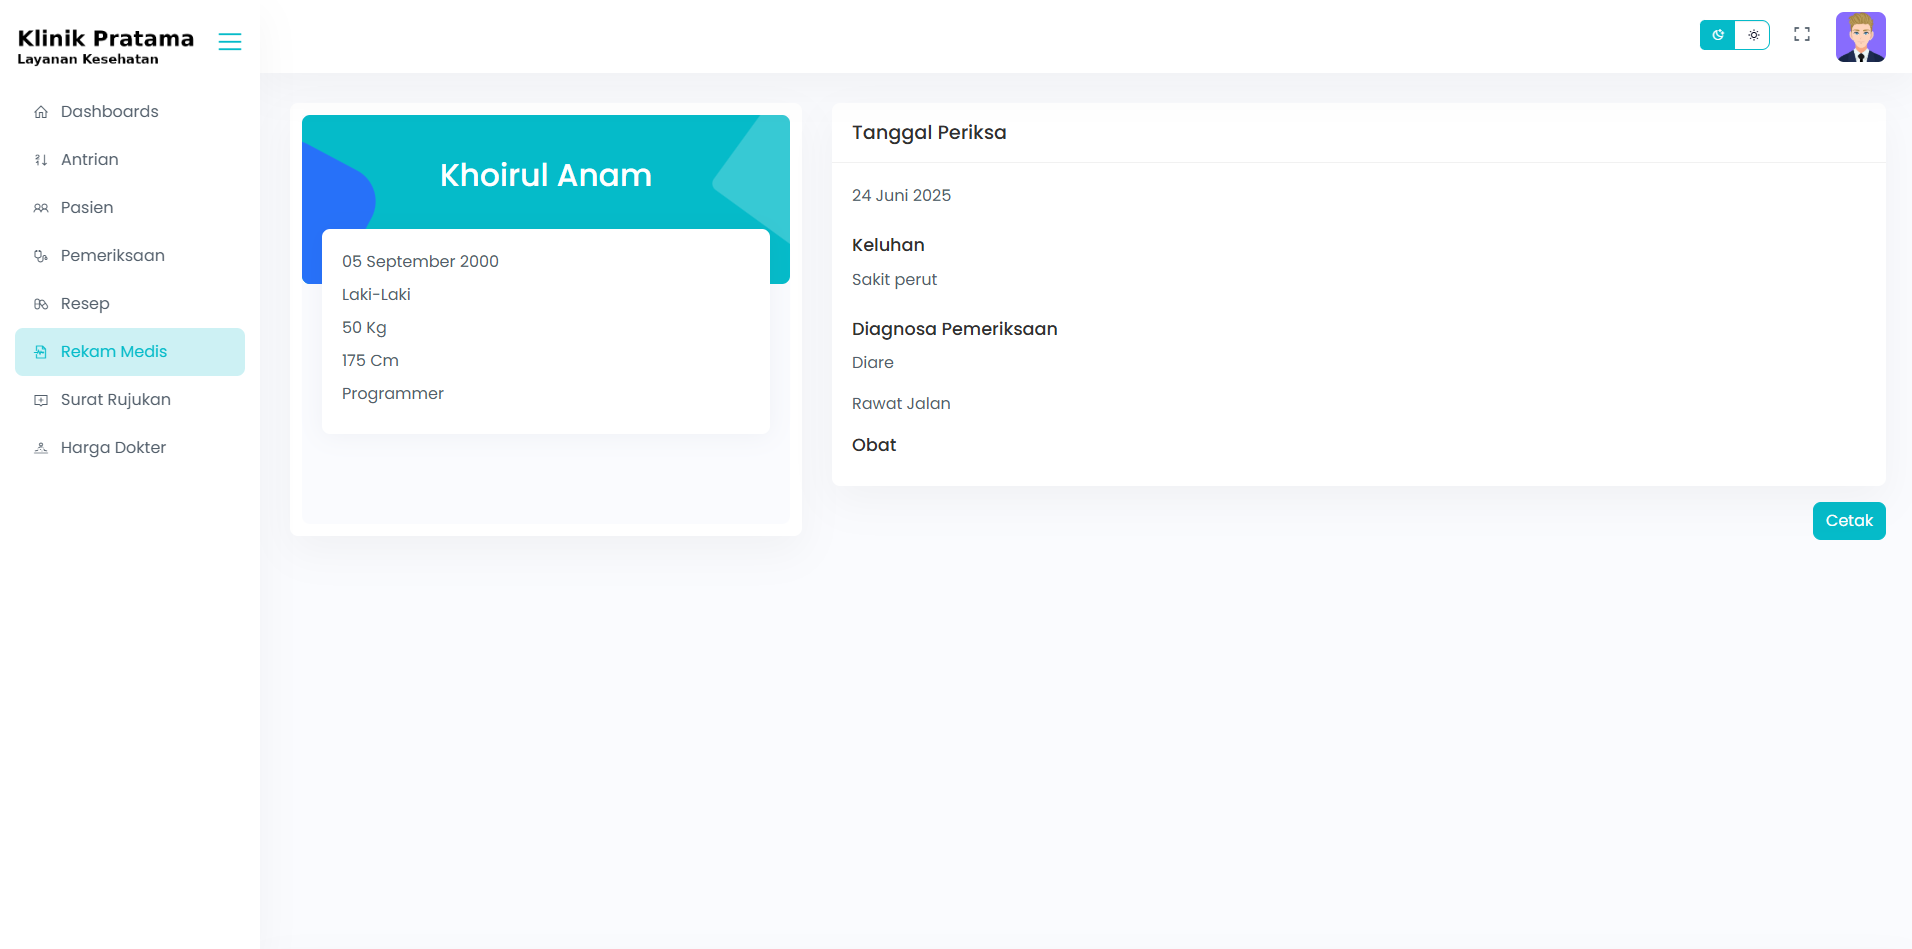 Klinik Pratama
Layanan Kesehatan
Dashboards
Antrian
Pasien
Pemeriksaan
Resep
Rekam Medis
Surat Rujukan
Harga Dokter
Khoirul Anam
05 September 2000
Laki-Laki
50 Kg
175 Cm
Programmer
Tanggal Periksa
24 Juni 2025
Keluhan
Sakit perut
Diagnosa Pemeriksaan
Diare
Rawat Jalan
Obat
Cetak